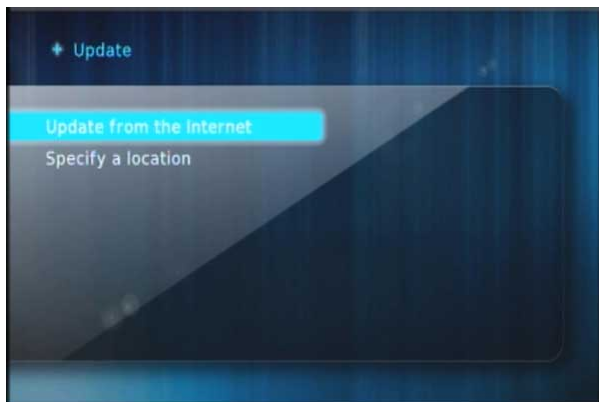 Update
Update from the Internet
Specify a location